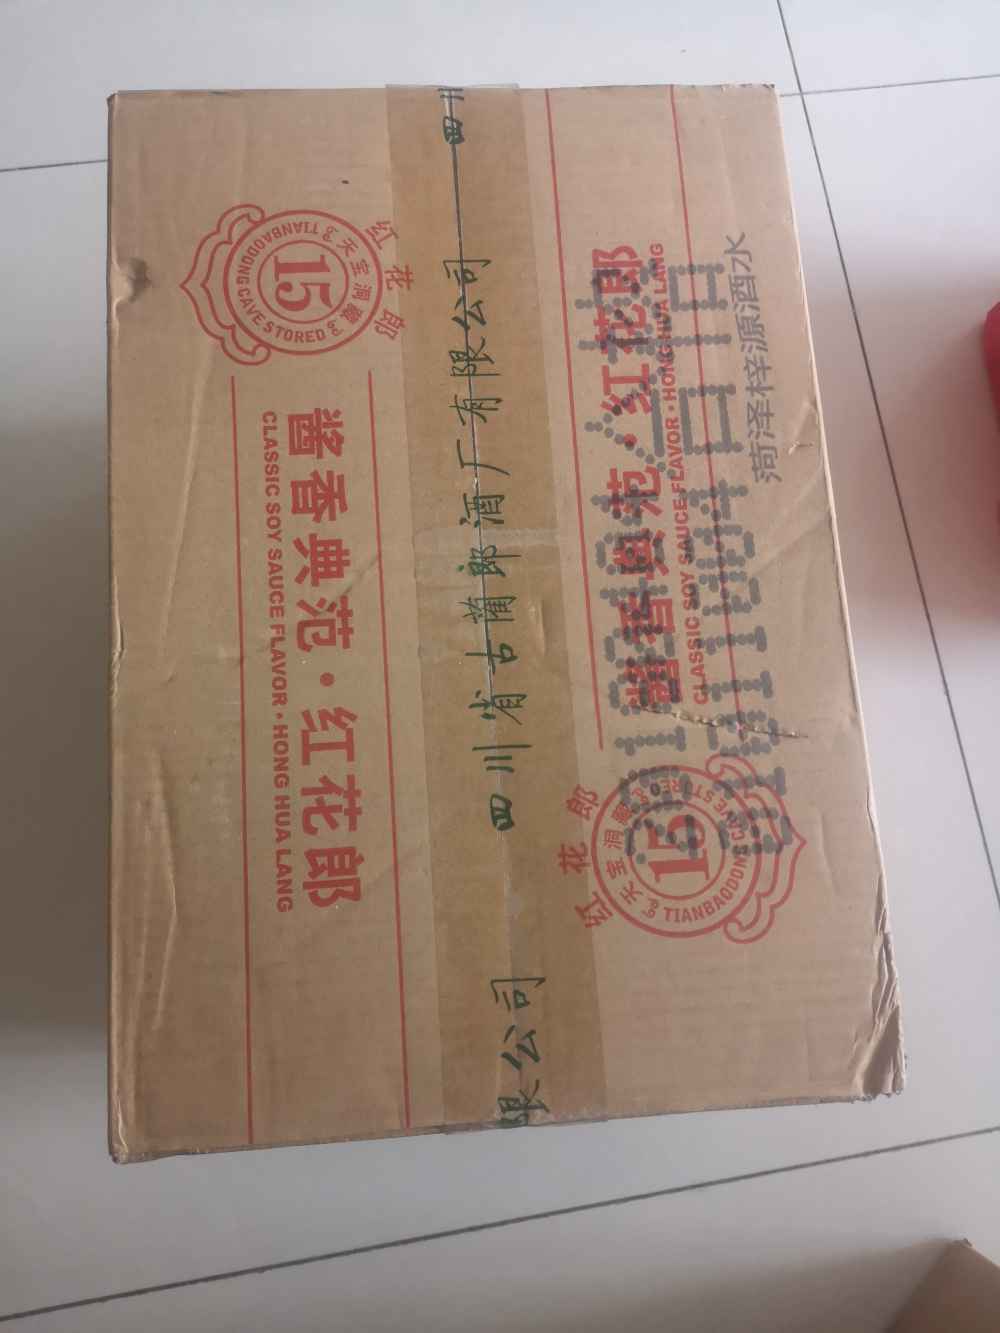 红花郎
TIANBAODONG CAVE STORED
天宝洞藏
15
酱香典范·红花郎
CLASSIC SOY SAUCE FLAVOR·HONG HUA LANG
四川
四川省古蔺郎酒厂有限公司
限公司
酱香典范·红花郎
CLASSIC SOY SAUCE FLAVOR·HONG HUA LANG
菏泽梓源酒水
红花郎
天宝洞藏
TIANBAODONG CAVE STORED
15